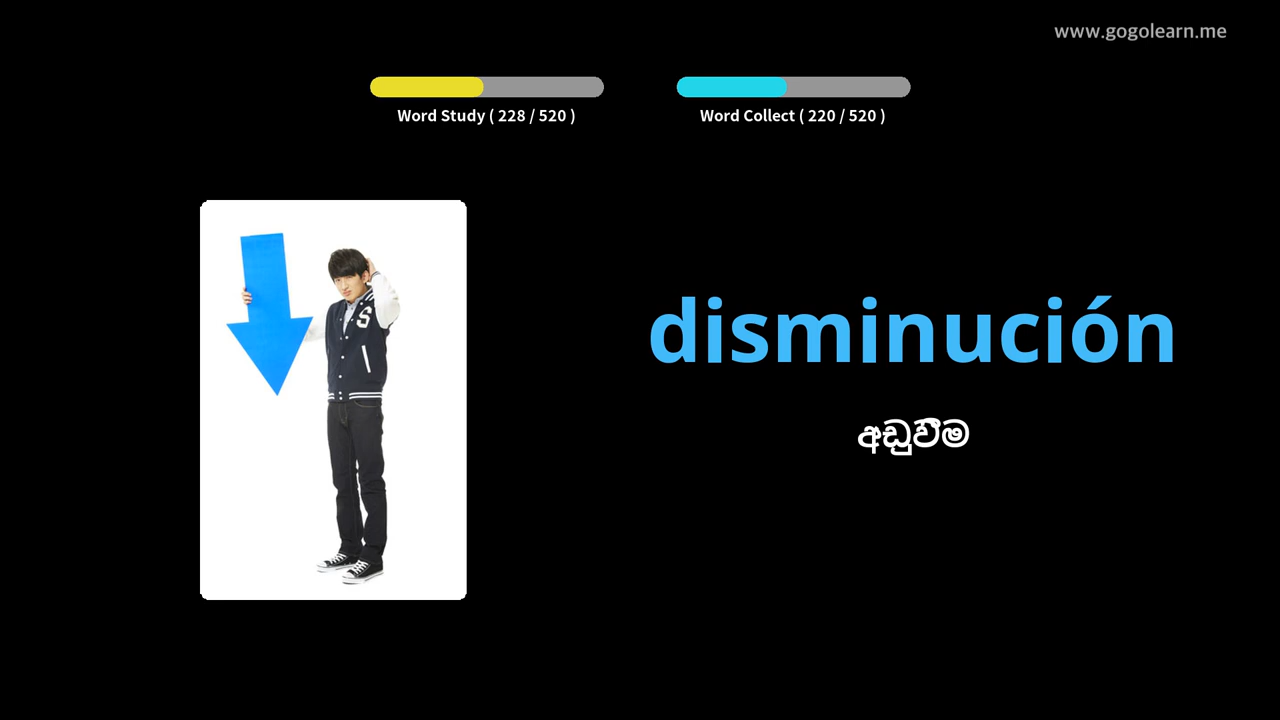 www.gogolearn.me
Word Study ( 228 / 520 )
Word Collect ( 220 / 520 )
S
disminución
අඩුවීම